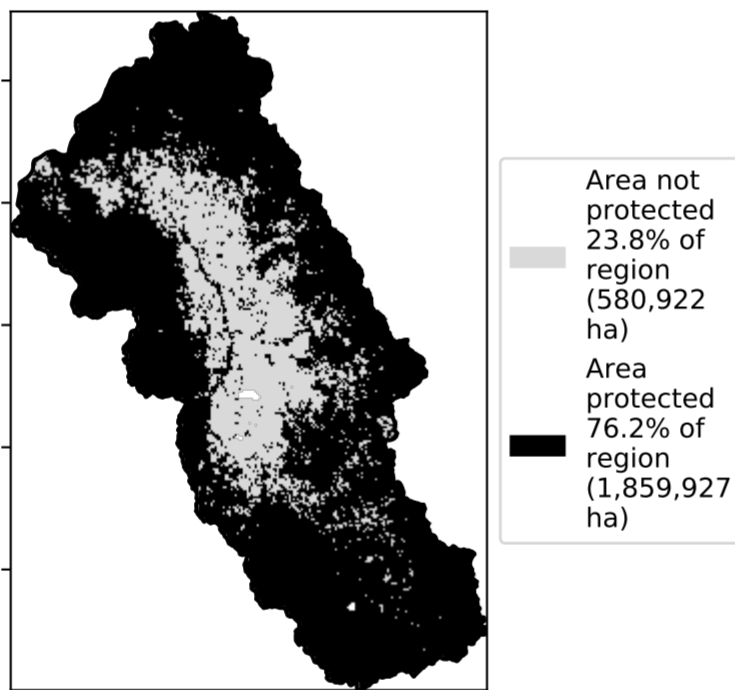 Area not
protected
23.8% of
region
(580,922
ha)
Area
protected
76.2% of
region
(1,859,927
ha)